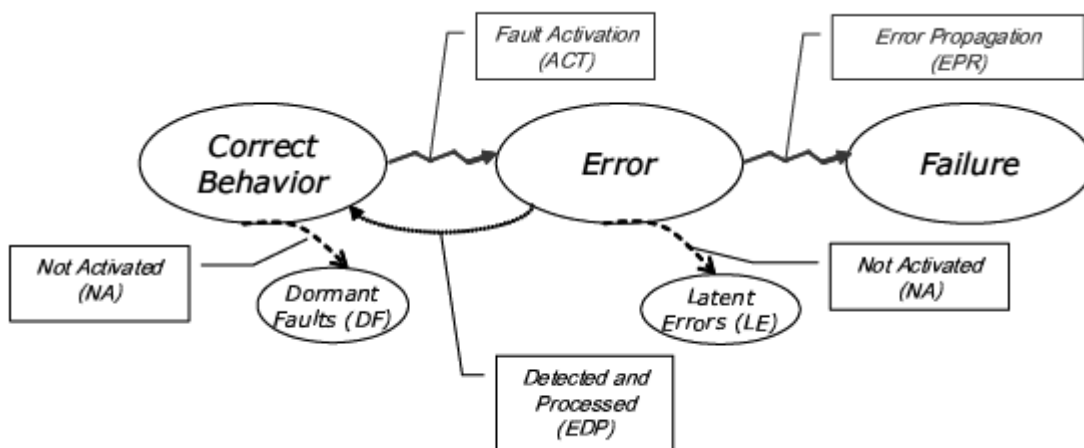 Fault Activation
(ACT)
Error Propagation
(EPR)
Correct
Behavior
Error
Failure
Not Activated
(NA)
Dormant
Faults (DF)
Latent
Errors (LE)
Not Activated
(NA)
Detected and
Processed
(EDP)